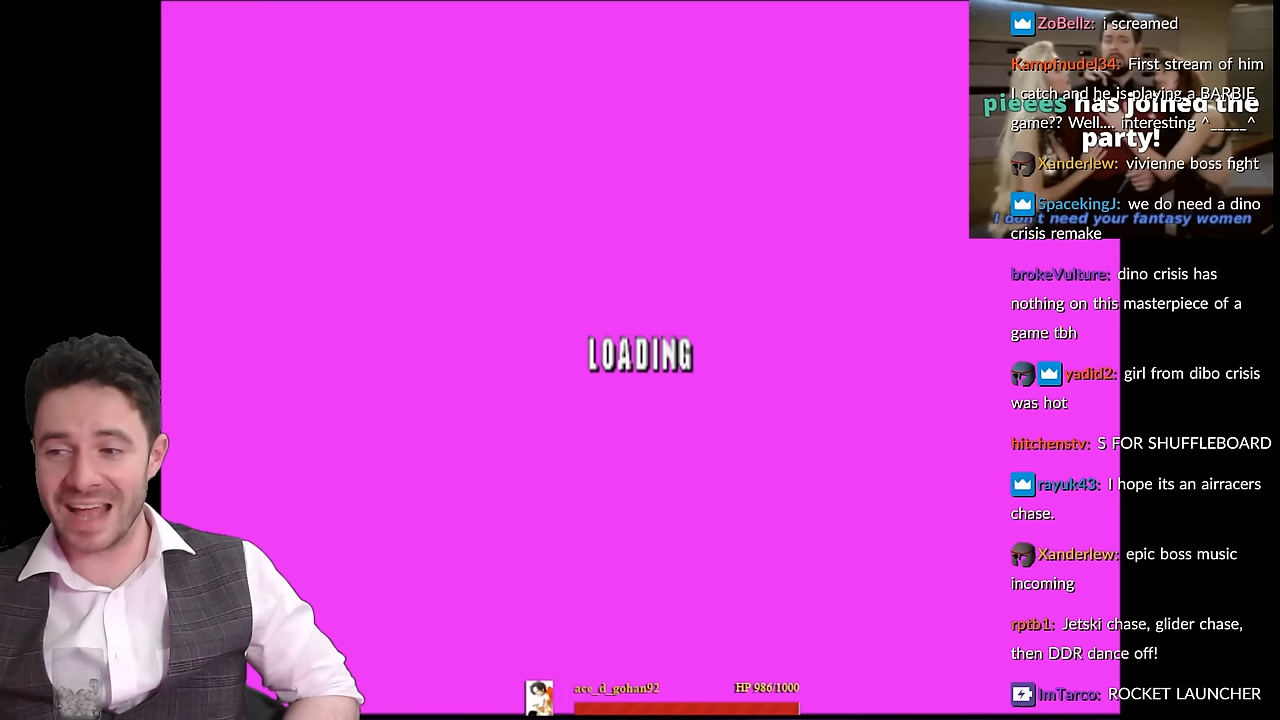 ZoBellz: i screamed
Kampfnudel34: First stream of him
I catch and he is playing a BARBIE
game?? Well.... interesting ^_____^
pieees has joined the
party!
Xanderlew: vivienne boss fight
SpacekingJ: we do need a dino
crisis remake
I don't need your fantasy women
brokeVulture: dino crisis has
nothing on this masterpiece of a
game tbh
LOADING
yadid2: girl from dibo crisis
was hot
hitchenstv: S FOR SHUFFLEBOARD
rayuk43: I hope its an airracers
chase.
Xanderlew: epic boss music
incoming
rptb1: Jetski chase, glider chase,
then DDR dance off!
ImTarco: ROCKET LAUNCHER
ace_d_gohan92 HP 986/1000